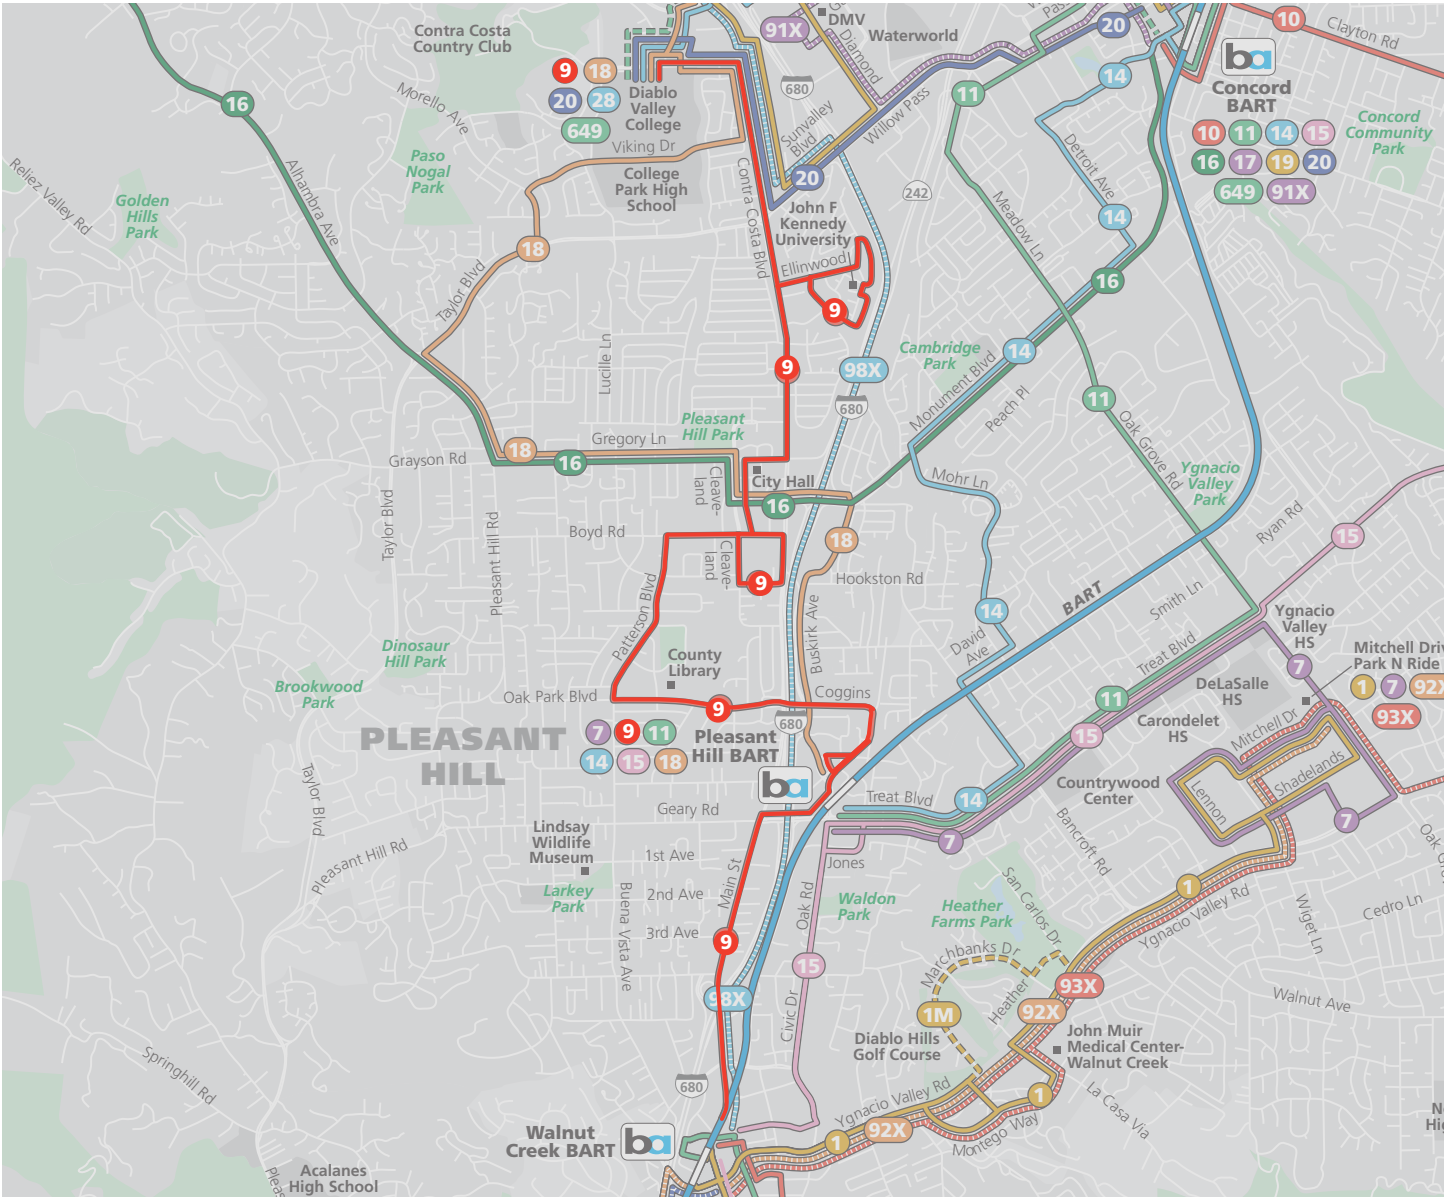 Contra Costa
Country Club
91X
DMV
Waterworld
Pass
20
10
Clayton Rd
ba
Concord
BART
10 11 14 15
16 17 19 20
649 91X
Concord
Community
Park
9 18
20 28
649
Diablo
Valley
College
680
Diamond
Sunvalley
Blvd
Willow Pass
11
14
16
Morello Ave
Alhambra Ave
Reliez Valley Rd
Paso
Nogal
Park
Golden
Hills
Park
Viking Dr
College
Park High
School
Contra Costa Blvd
20
John F
Kennedy
University
Ellinwood
9
242
Detroit Ave
14
Meadow Ln
16
18
Taylor Blvd
9
98X
680
Cambridge
Park
14
Monument Blvd
Peach Pl
11
Oak Grove Rd
Lucille Ln
Pleasant
Hill Park
18
Gregory Ln
Grayson Rd
16
Cleave-
land
City Hall
16
Mohr Ln
Ygnacio
Valley
Park
Ryan Rd
15
Taylor Blvd
Pleasant Hill Rd
Boyd Rd
Cleave-
land
9
18
Hookston Rd
Patterson Blvd
Buskirk Ave
14
David
Ave
BART
Smith Ln
Treat Blvd
Ygnacio
Valley
HS
7
Mitchell Dri
Park N Ride
1 7 92X
93X
Dinosaur
Hill Park
Brookwood
Park
County
Library
Oak Park Blvd
9
Coggins
680
DeLaSalle
HS
Carondelet
HS
11
15
Mitchell Dr
Shadelands
Lennon
7
PLEASANT
HILL
7 9 11
14 15 18
Pleasant
Hill BART
ba
Countrywood
Center
Treat Blvd
14
7
Bancroft Rd
Geary Rd
Taylor Blvd
Pleasant Hill Rd
Lindsay
Wildlife
Museum
Larkey
Park
1st Ave
2nd Ave
3rd Ave
Buena Vista Ave
Main St
9
98X
Jones
Oak Rd
15
Civic Dr
Waldon
Park
Heather
Farms Park
San Carlos Dr
Marchbanks Dr
Heather
1M
1
Ygnacio Valley Rd
Wiget Ln
Cedro Ln
93X
92X
Walnut Ave
Diablo Hills
Golf Course
John Muir
Medical Center-
Walnut Creek
La Casa Via
Springhill Rd
680
Ygnacio Valley Rd
1
92X
1
Montego Way
Walnut
Creek BART
ba
Acalanes
High School